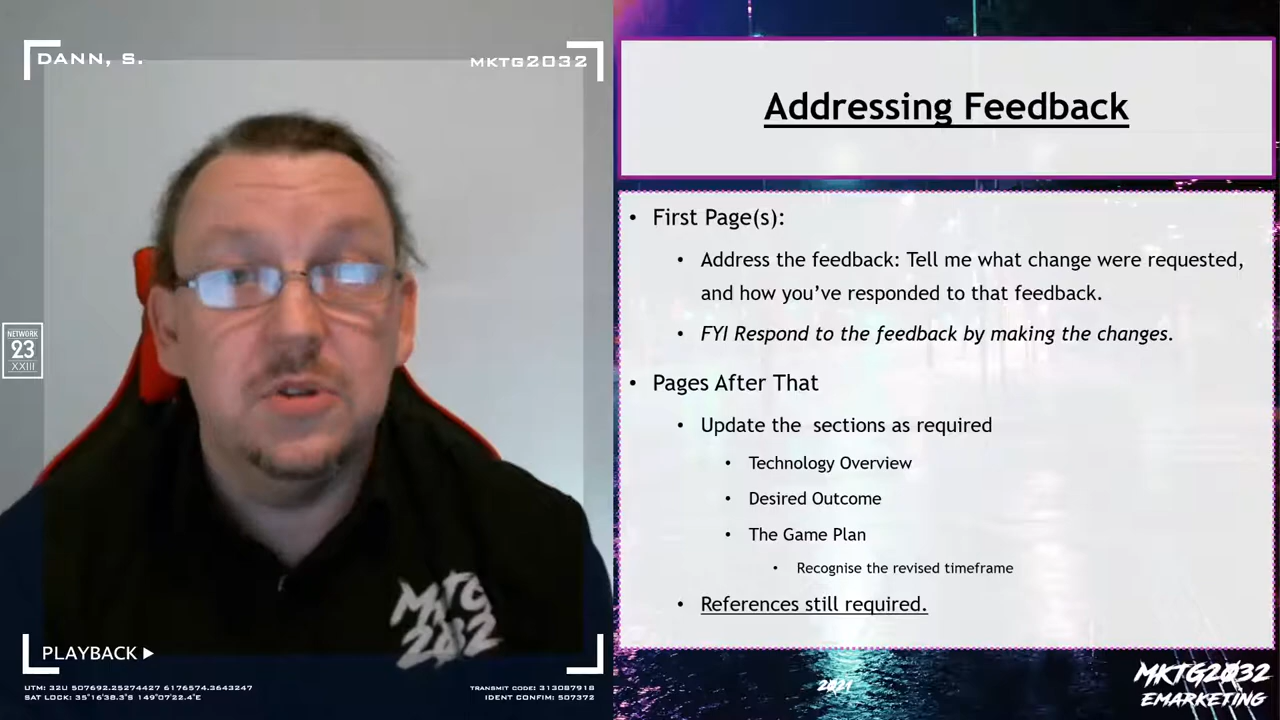 DANN, S.
MKTG2032
NETWORK
23
XXIII
MKTG
2032
PLAYBACK
UTM: 32U 507692.25274427 6176574.3643247
SAT LOCK: 35°16'38.3"S 149°07'22.4"E
TRANSMIT CODE: 313087918
IDENT CONFIM: 507372
Addressing Feedback
• First Page(s):
• Address the feedback: Tell me what change were requested,
and how you’ve responded to that feedback.
• FYI Respond to the feedback by making the changes.
• Pages After That
• Update the  sections as required
• Technology Overview
• Desired Outcome
• The Game Plan
• Recognise the revised timeframe
• References still required.
2021
MKTG2032
EMARKETING